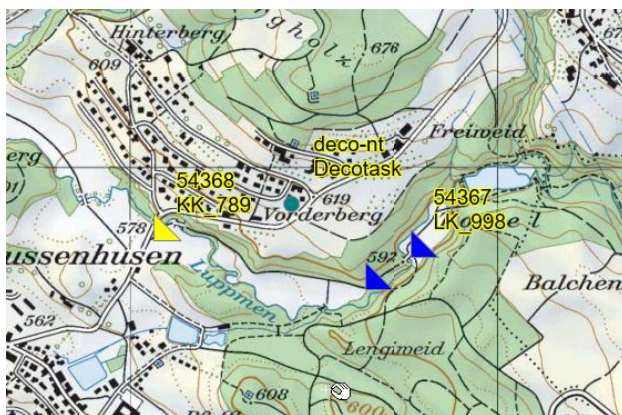 Hinterberg
676
609
deco-nt
Decotask
Freiweid
54368
KK_789
619
Vorderberg
54367
LK_998
578
ussenhusen
592
Luppmen
Balchen
562
Lengiweid
608
600